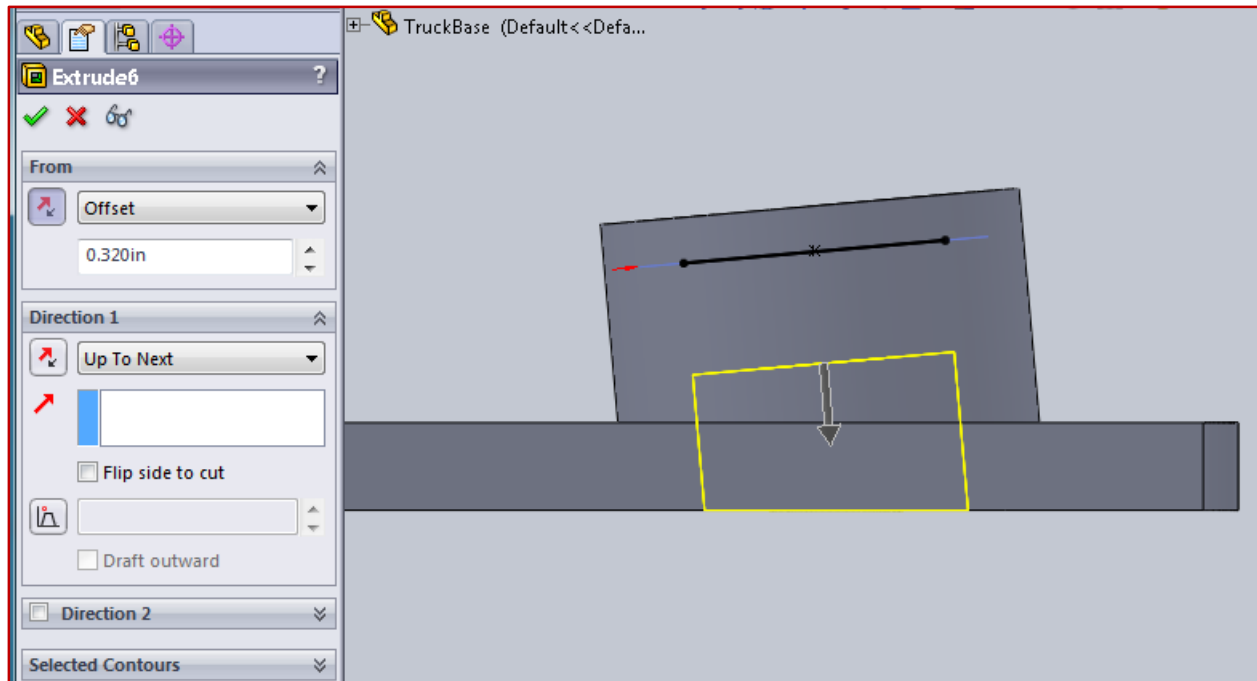 TruckBase (Default<<Defa...
Extrude6
?
From
Offset
0.320in
Direction 1
Up To Next
Flip side to cut
Draft outward
Direction 2
Selected Contours